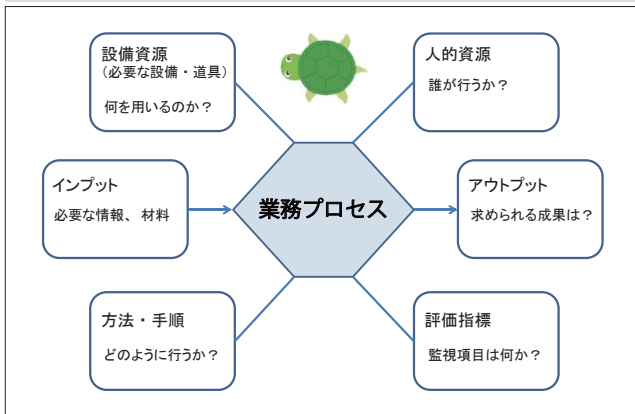 設備資源
(必要な設備・道具)
何を用いるのか？
人的資源
誰が行うか？
インプット
必要な情報、材料
業務プロセス
アウトプット
求められる成果は？
方法・手順
どのように行うか？
評価指標
監視項目は何か？